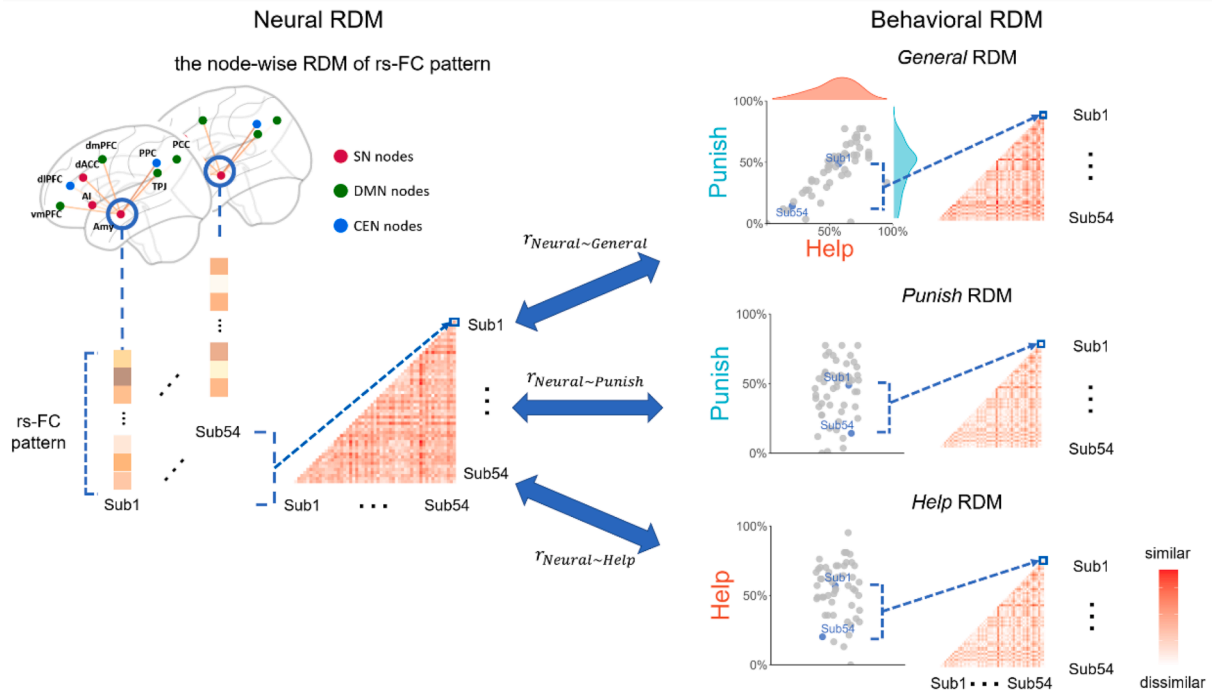 Neural RDM
the node-wise RDM of rs-FC pattern
dmPFC
PPC
PCC
dACC
dlPFC
AI
TPJ
vmPFC
Amy
SN nodes
DMN nodes
CEN nodes
rs-FC
pattern
Sub54
Sub1
Sub1
Sub54
Sub1
Sub54
r Neural~General
r Neural~Punish
r Neural~Help
Behavioral RDM
General RDM
100%
50%
0%
Punish
Sub1
Sub54
50%
100%
Help
Sub1
Sub54
Punish RDM
100%
50%
0%
Punish
Sub1
Sub54
Sub1
Sub54
Help RDM
100%
50%
0%
Help
Sub1
Sub54
Sub1
Sub54
Sub1
Sub54
similar
dissimilar